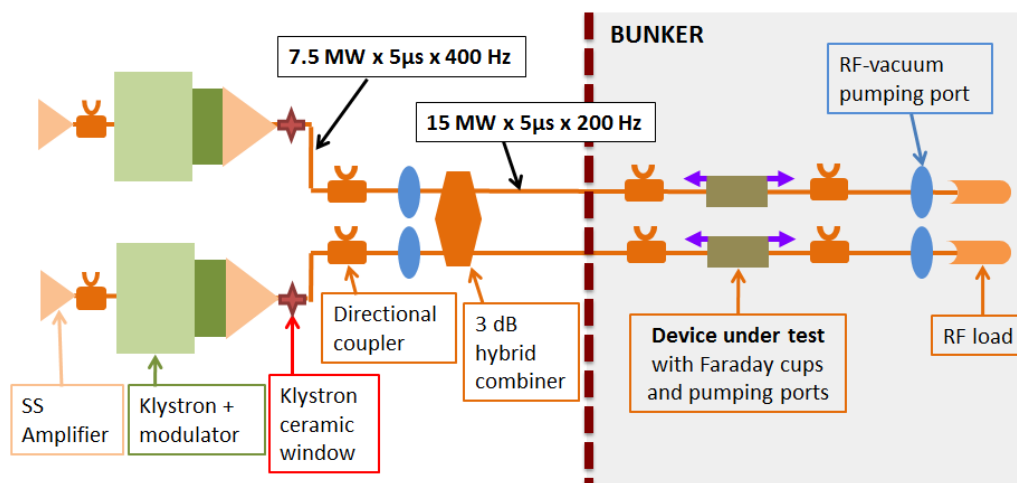 7.5 MW x 5µs x 400 Hz
BUNKER
RF-vacuum
pumping port
15 MW x 5µs x 200 Hz
SS
Amplifier
Klystron +
modulator
Klystron
ceramic
window
Directional
coupler
3 dB
hybrid
combiner
Device under test
with Faraday cups
and pumping ports
RF load